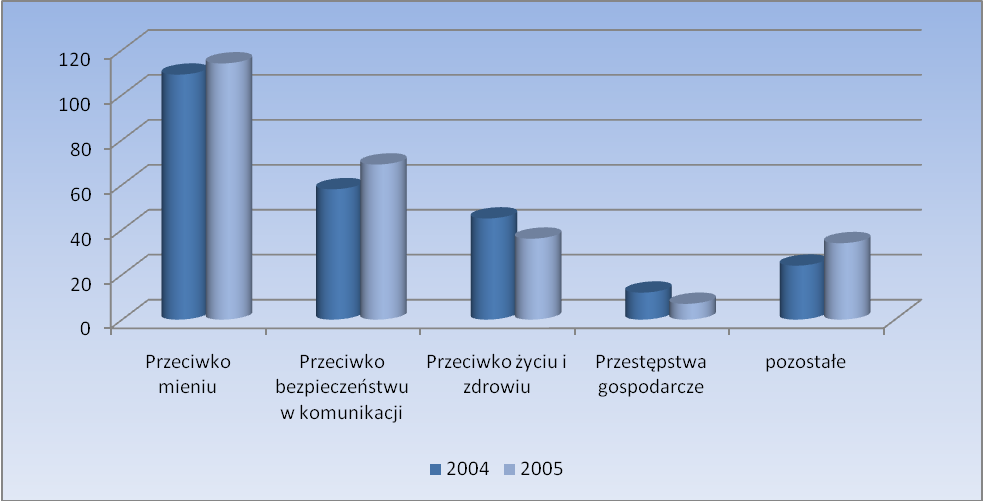 120
100
80
60
40
20
0
Przeciwko
mieniu
Przeciwko
bezpieczeństwu
w komunikacji
Przeciwko życiu i
zdrowiu
Przestępstwa
gospodarcze
pozostałe
2004 2005